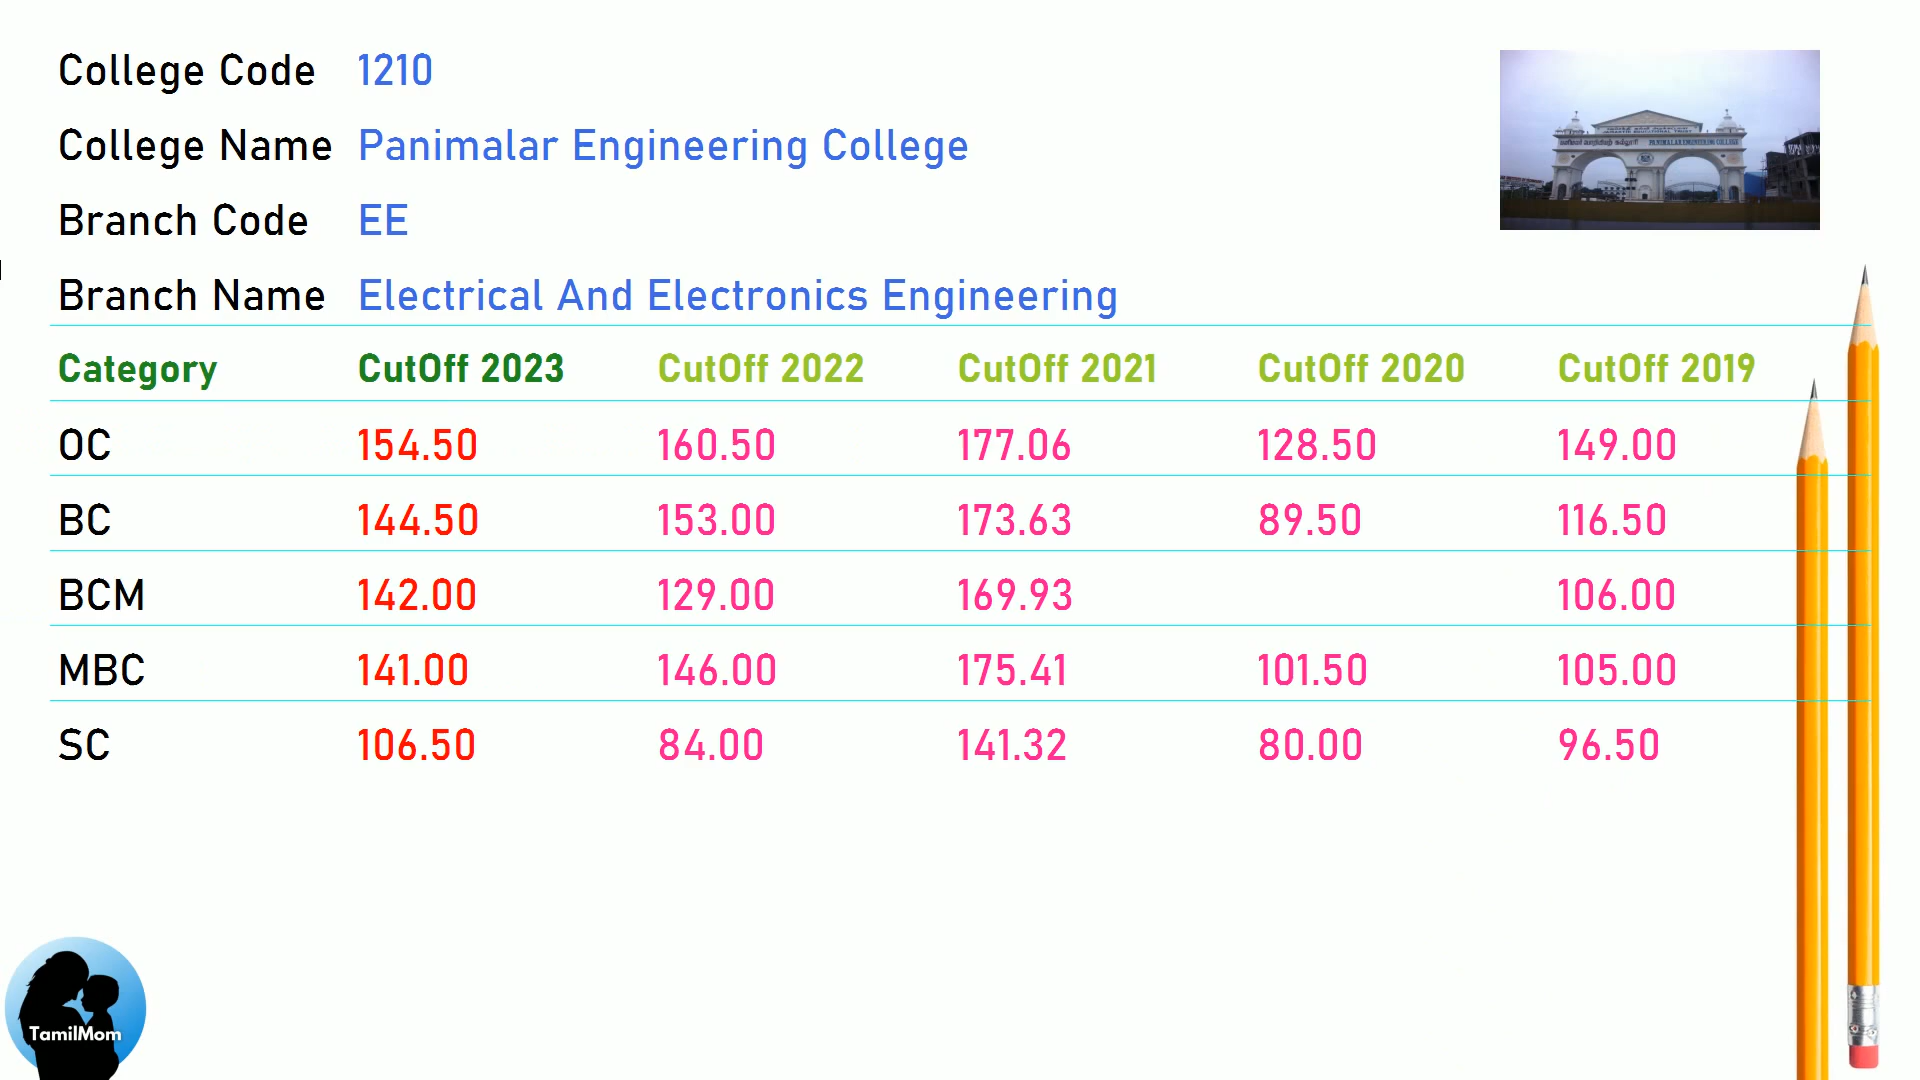 College Code 1210
College Name Panimalar Engineering College
Branch Code EE
Branch Name Electrical And Electronics Engineering
Category CutOff 2023 CutOff 2022 CutOff 2021 CutOff 2020 CutOff 2019
OC 154.50 160.50 177.06 128.50 149.00
BC 144.50 153.00 173.63 89.50 116.50
BCM 142.00 129.00 169.93 106.00
MBC 141.00 146.00 175.41 101.50 105.00
SC 106.50 84.00 141.32 80.00 96.50
PANIMALAR ENGINEERING COLLEGE
TamilMom